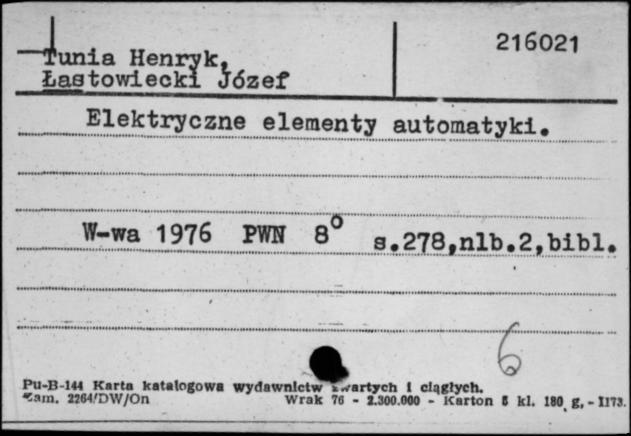 216021
Tunia Henryk,
Łastowiecki Józef
Elektryczne elementy automatyki.
W-wa 1976 PWN 8° s.278,nlb.2,bibl.
6
Pu-B-144 Karta katalogowa wydawnictw zwartych i ciągłych.
Zam. 2264/DW/On Wrak 76 - 2.300.000 - Karton 5 kl. 180 g, - 1173.